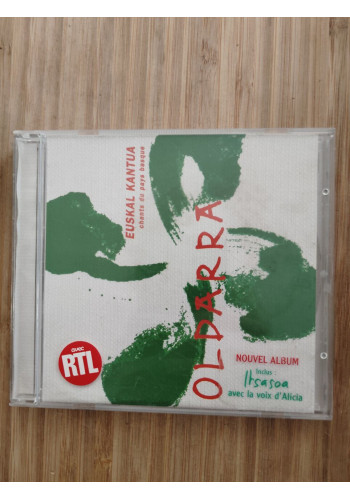 EUSKAL KANTUA
chants du pays basque
OLDARRA
NOUVEL ALBUM
Inclus :
Itsasoa
avec la voix d'Alicia
avec
RTL